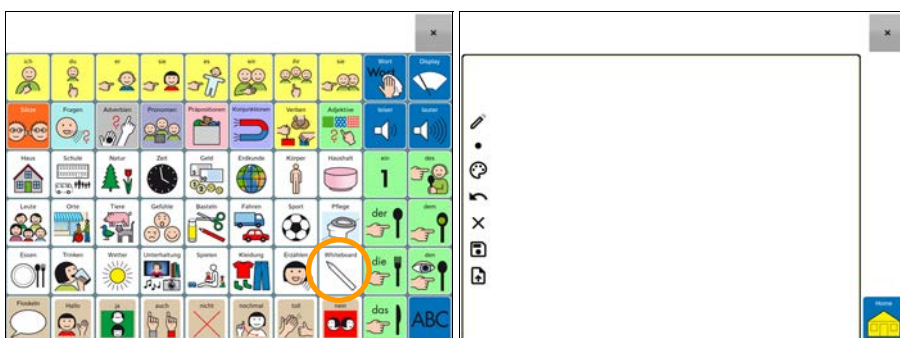 ×
ich du er sie es wir ihr sie Wort Display
Wort
Sätze Fragen Adverbien Pronomen Präpositionen Konjunktionen Verben Adjektive leiser lauter
Haus Schule Natur Zeit Geld Erdkunde Körper Haushalt ein des
1
Leute Orte Tiere Gefühle Basteln Fahren Sport Pflege der dem
Essen Trinken Wetter Unterhaltung Spielen Kleidung Erzählen Whiteboard die den
Floskeln Hallo ja auch nicht nochmal toll nein das ABC
×
Home